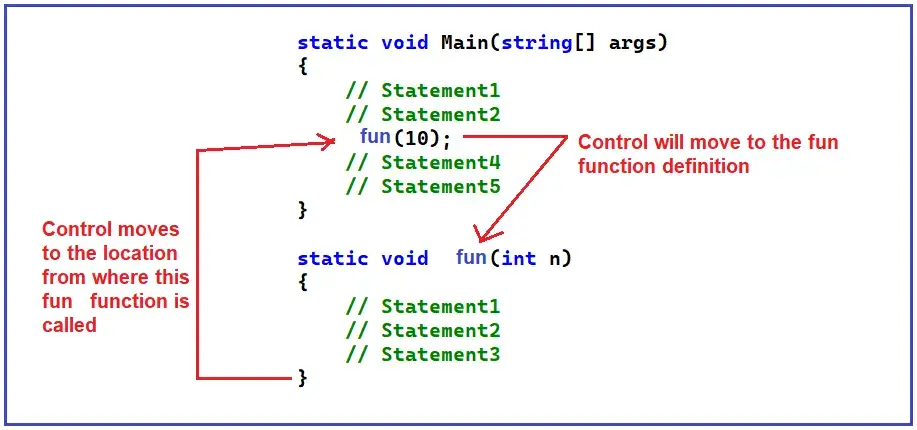 static void Main(string[] args)
{
// Statement1
// Statement2
fun(10);
// Statement4
// Statement5
}
Control will move to the fun
function definition
Control moves
to the location
from where this
fun function is
called
static void fun(int n)
{
// Statement1
// Statement2
// Statement3
}